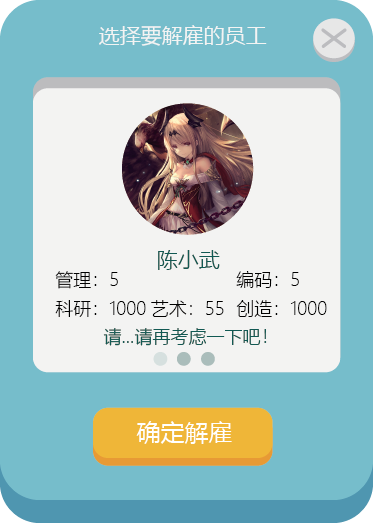 选择要解雇的员工
陈小武
管理：5 编码：5
科研：1000 艺术：55 创造：1000
请...请再考虑一下吧！
确定解雇